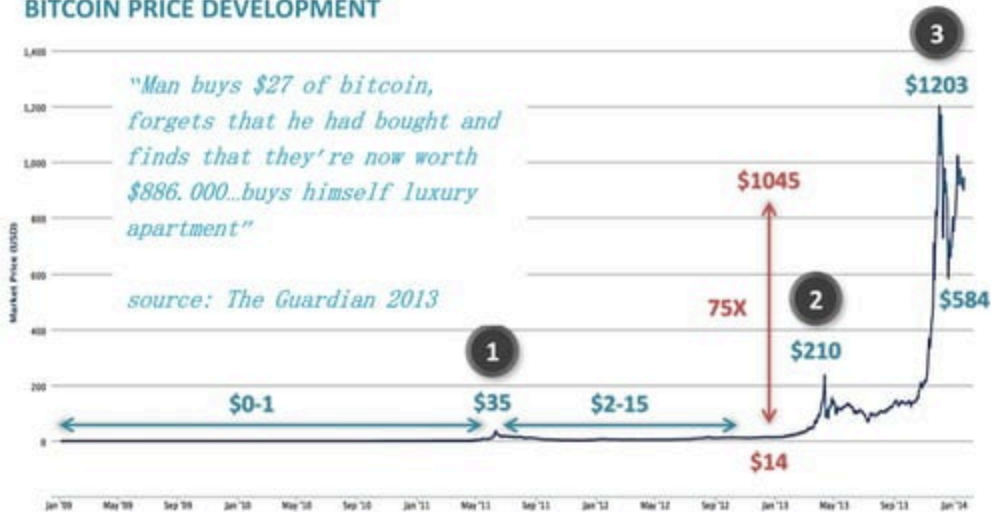 BITCOIN PRICE DEVELOPMENT
3
1,400
$1203
"Man buys $27 of bitcoin,
forgets that he had bought and
finds that they're now worth
$886.000…buys himself luxury
apartment"
source: The Guardian 2013
1,200
1,000
800
600
400
200
0
Market Price (USD)
$1045
75X
2
$584
1
$210
$0-1
$35
$2-15
$14
Jan '09
May '09
Sep '09
Jan '10
May '10
Sep '10
Jan '11
May '11
Sep '11
Jan '12
May '12
Sep '12
Jan '13
May '13
Sep '13
Jan '14